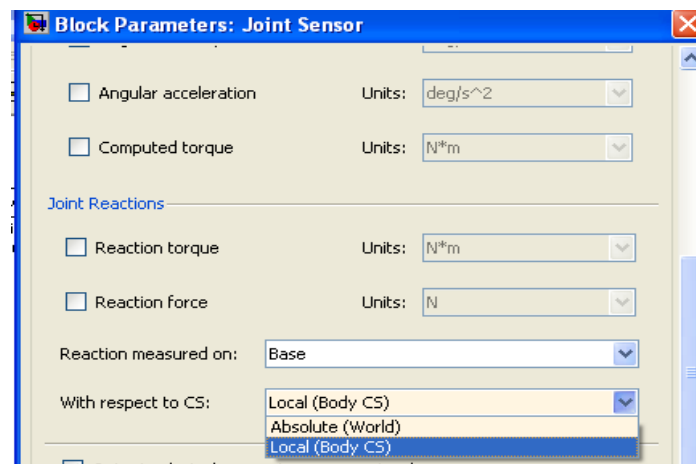 Block Parameters: Joint Sensor
Angular acceleration Units: deg/s^2
Computed torque Units: N*m
Joint Reactions
Reaction torque Units: N*m
Reaction force Units: N
Reaction measured on: Base
With respect to CS: Local (Body CS)
Absolute (World)
Local (Body CS)